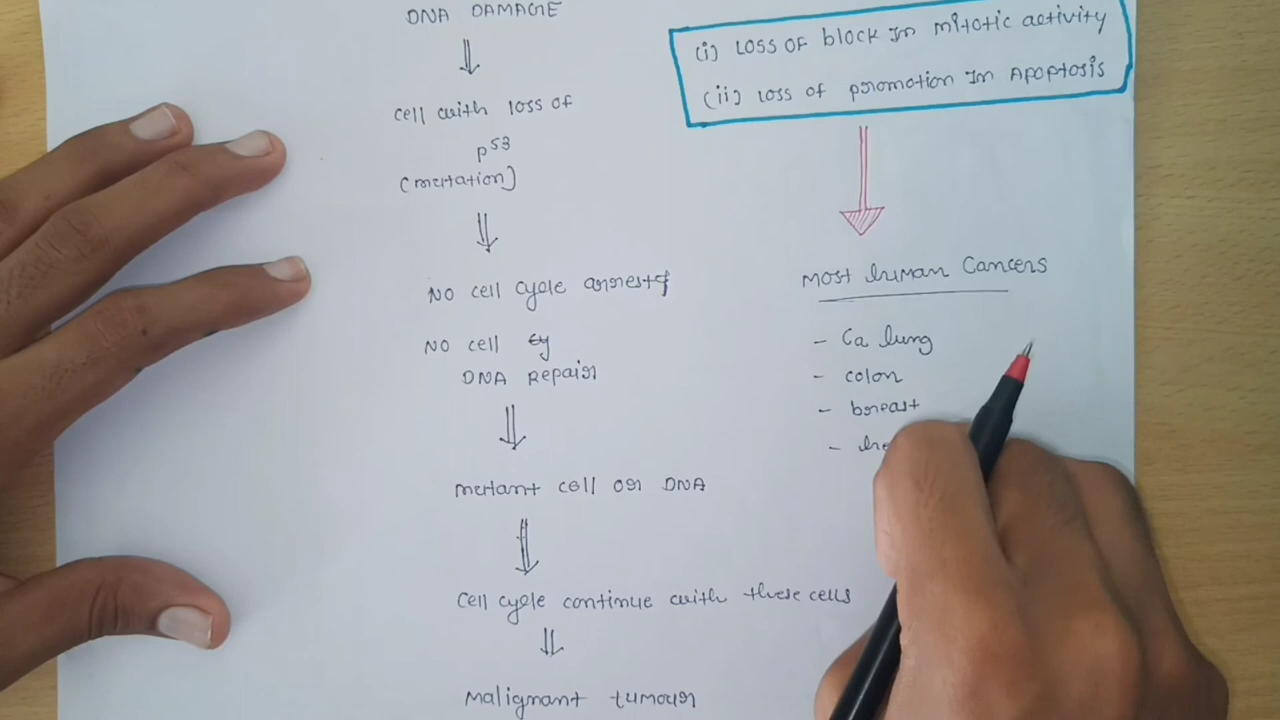 DNA DAMAGE
cell with loss of
p53
(mutation)
NO cell cycle arrest &
NO cell
DNA Repair
mutant cell or DNA
cell cycle continue with these cells
Malignant tumour
(i) LOSS OF block In mitotic activity
(ii) Loss of promotion In APoptosis
Most human Cancers
- Ca lung
- colon
- breast
-